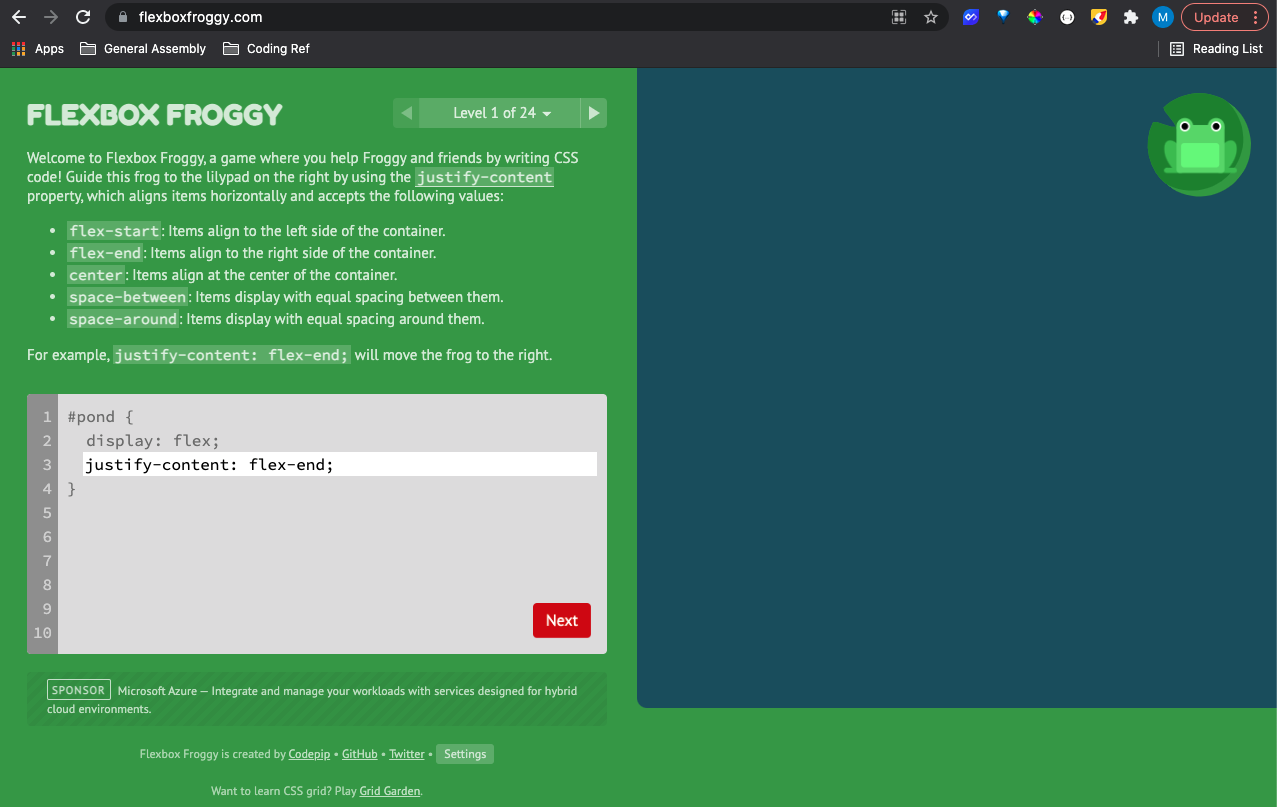 flexboxfroggy.com
M
Update
Apps
General Assembly
Coding Ref
Reading List
FLEXBOX FROGGY
Level 1 of 24
Welcome to Flexbox Froggy, a game where you help Froggy and friends by writing CSS
code! Guide this frog to the lilypad on the right by using the justify-content
property, which aligns items horizontally and accepts the following values:
• flex-start: Items align to the left side of the container.
• flex-end: Items align to the right side of the container.
• center: Items align at the center of the container.
• space-between: Items display with equal spacing between them.
• space-around: Items display with equal spacing around them.
For example, justify-content: flex-end; will move the frog to the right.
1 #pond {
2 display: flex;
3 justify-content: flex-end;
4 }
5
6
7
8
9
10
Next
SPONSOR Microsoft Azure — Integrate and manage your workloads with services designed for hybrid
cloud environments.
Flexbox Froggy is created by Codepip • GitHub • Twitter • Settings
Want to learn CSS grid? Play Grid Garden.